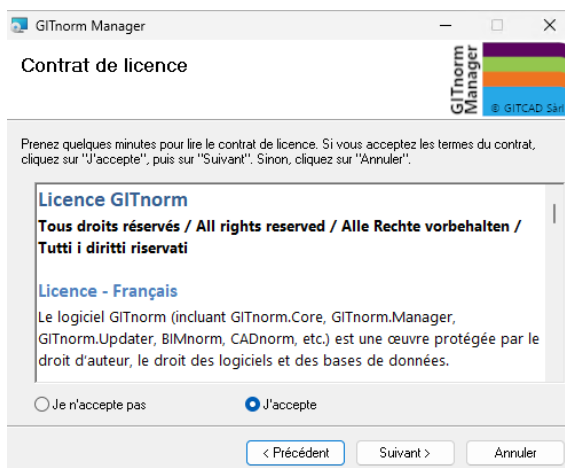 GITnorm Manager
Contrat de licence
GITnorm
Manager
© GITCAD Sàrl
Prenez quelques minutes pour lire le contrat de licence. Si vous acceptez les termes du contrat,
cliquez sur "J'accepte", puis sur "Suivant". Sinon, cliquez sur "Annuler".
Licence GITnorm
Tous droits réservés / All rights reserved / Alle Rechte vorbehalten /
Tutti i diritti riservati
Licence - Français
Le logiciel GITnorm (incluant GITnorm.Core, GITnorm.Manager,
GITnorm.Updater, BIMnorm, CADnorm, etc.) est une œuvre protégée par le
droit d'auteur, le droit des logiciels et des bases de données.
Je n'accepte pas
J'accepte
< Précédent
Suivant >
Annuler